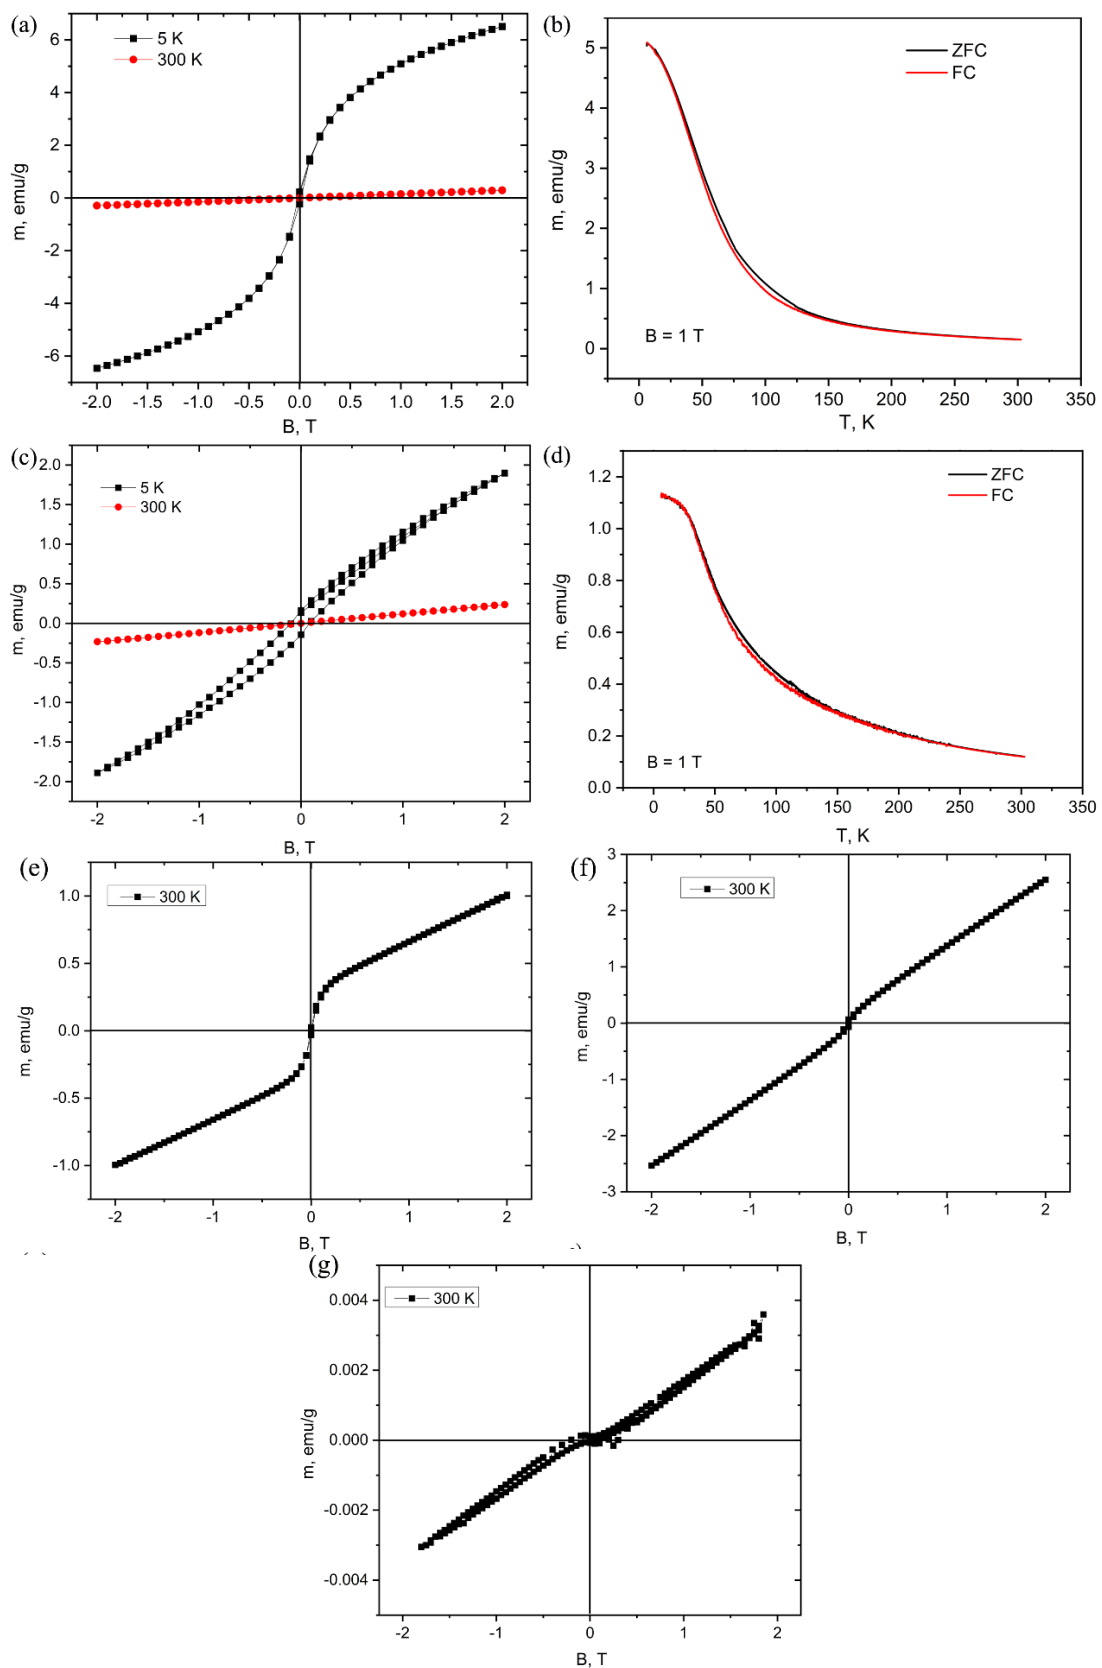 (a)
5 K
300 K
6
4
2
0
-2
-4
-6
m, emu/g
-2.0
-1.5
-1.0
-0.5
0.0
0.5
1.0
1.5
2.0
B, T
(b)
ZFC
FC
5
4
3
2
1
0
m, emu/g
B = 1 T
0
50
100
150
200
250
300
350
T, K
(c)
5 K
300 K
2.0
1.5
1.0
0.5
0.0
-0.5
-1.0
-1.5
-2.0
m, emu/g
-2
-1
0
1
2
B, T
(d)
ZFC
FC
1.2
1.0
0.8
0.6
0.4
0.2
0.0
m, emu/g
B = 1 T
0
50
100
150
200
250
300
350
T, K
(e)
300 K
1.0
0.5
0.0
-0.5
-1.0
m, emu/g
-2
-1
0
1
2
B, T
(f)
300 K
3
2
1
0
-1
-2
-3
m, emu/g
-2
-1
0
1
2
B, T
(g)
300 K
0.004
0.002
0.000
-0.002
-0.004
m, emu/g
-2
-1
0
1
2
B, T